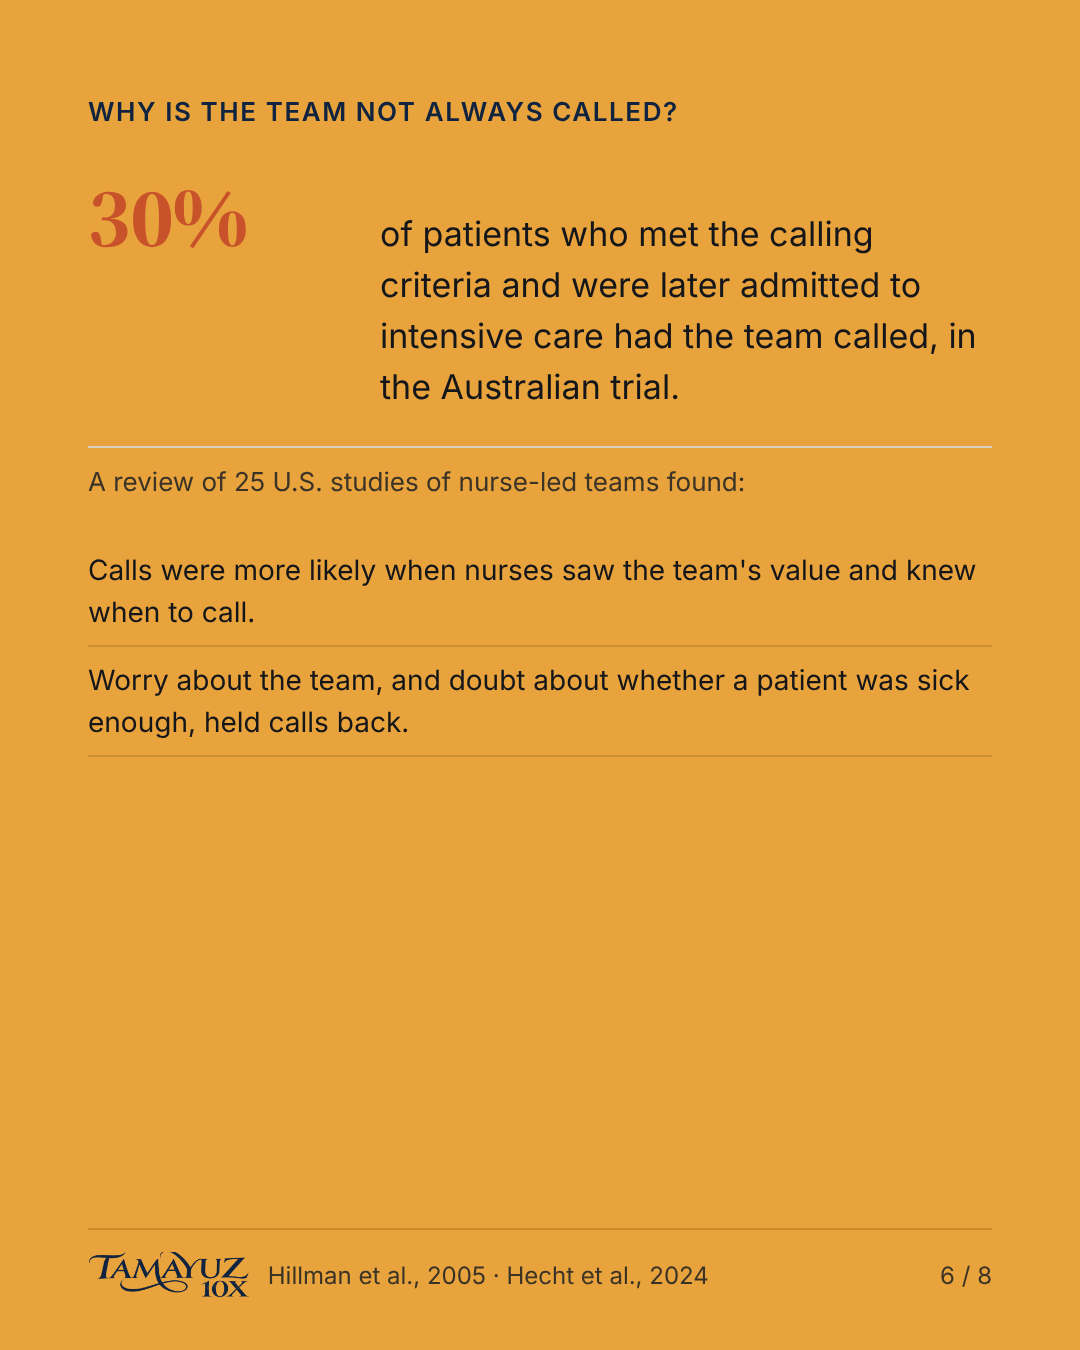 WHY IS THE TEAM NOT ALWAYS CALLED?
30%
of patients who met the calling
criteria and were later admitted to
intensive care had the team called, in
the Australian trial.
A review of 25 U.S. studies of nurse-led teams found:
Calls were more likely when nurses saw the team's value and knew
when to call.
Worry about the team, and doubt about whether a patient was sick
enough, held calls back.
TAMAYUZ
10X
Hillman et al., 2005 · Hecht et al., 2024
6 / 8